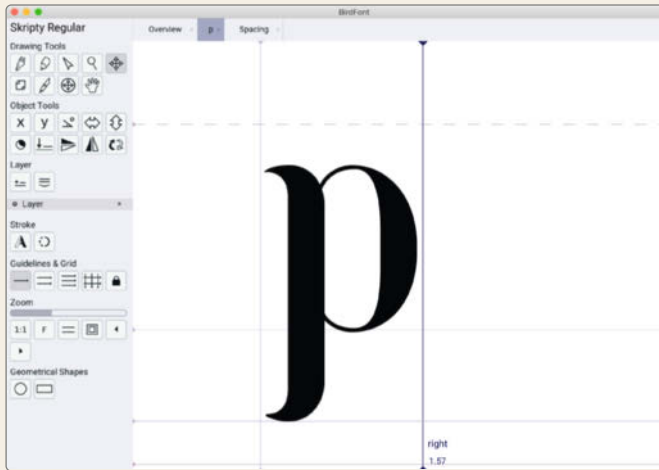 BirdFont
Skripty Regular
Overview
p
Spacing
Drawing Tools
Object Tools
x y
Layer
Layer
Stroke
A
Guidelines & Grid
Zoom
1:1 F
Geometrical Shapes
p
right
1.57